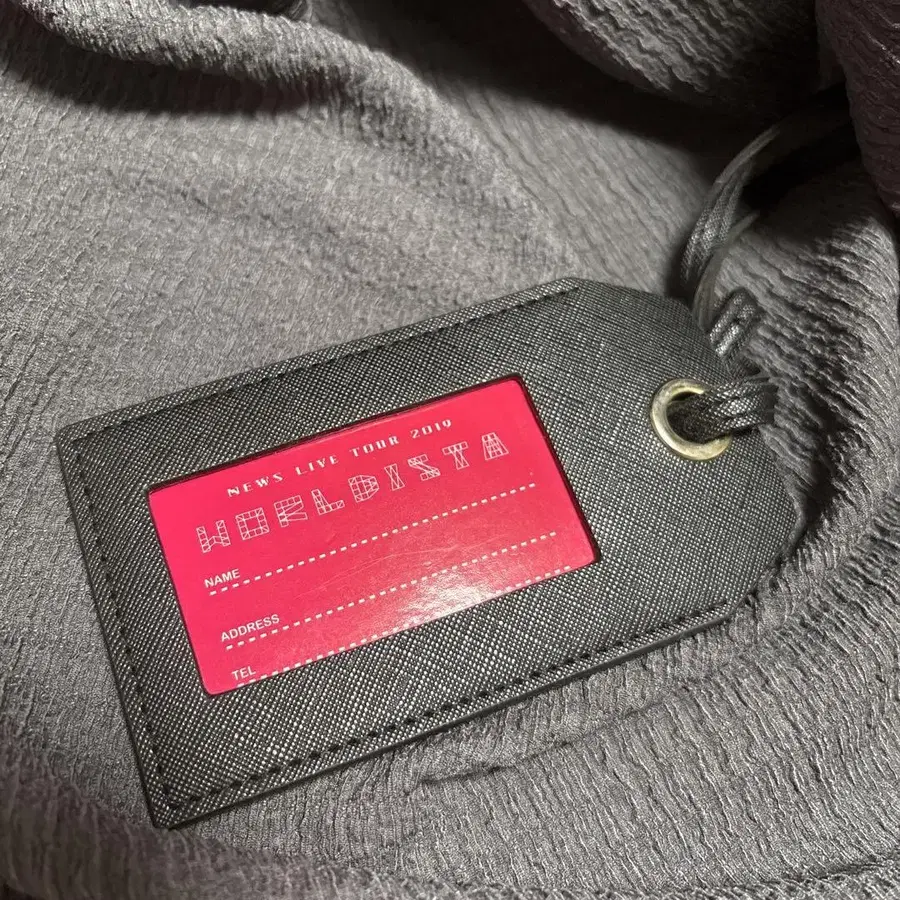 NEWS LIVE TOUR 2019
WORLDISTA
NAME
ADDRESS
TEL